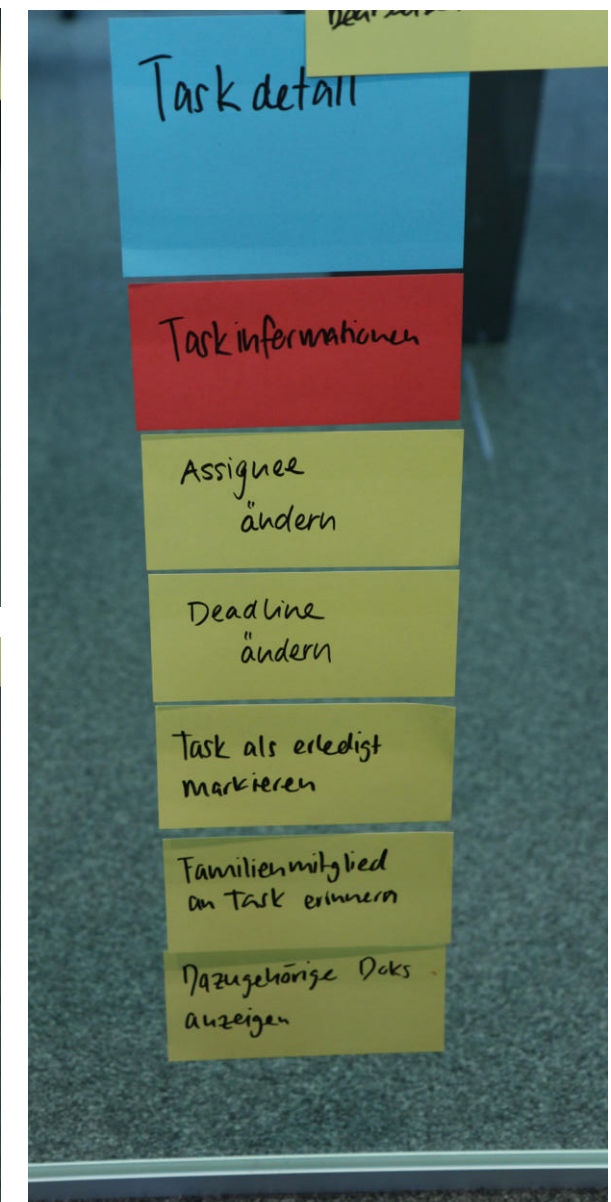 Task detail
Taskinformationen
Assignee
ändern
Deadline
ändern
Task als erledigt
markieren
Familienmitglied
an Task erinnern
Dazugehörige Doks
anzeigen